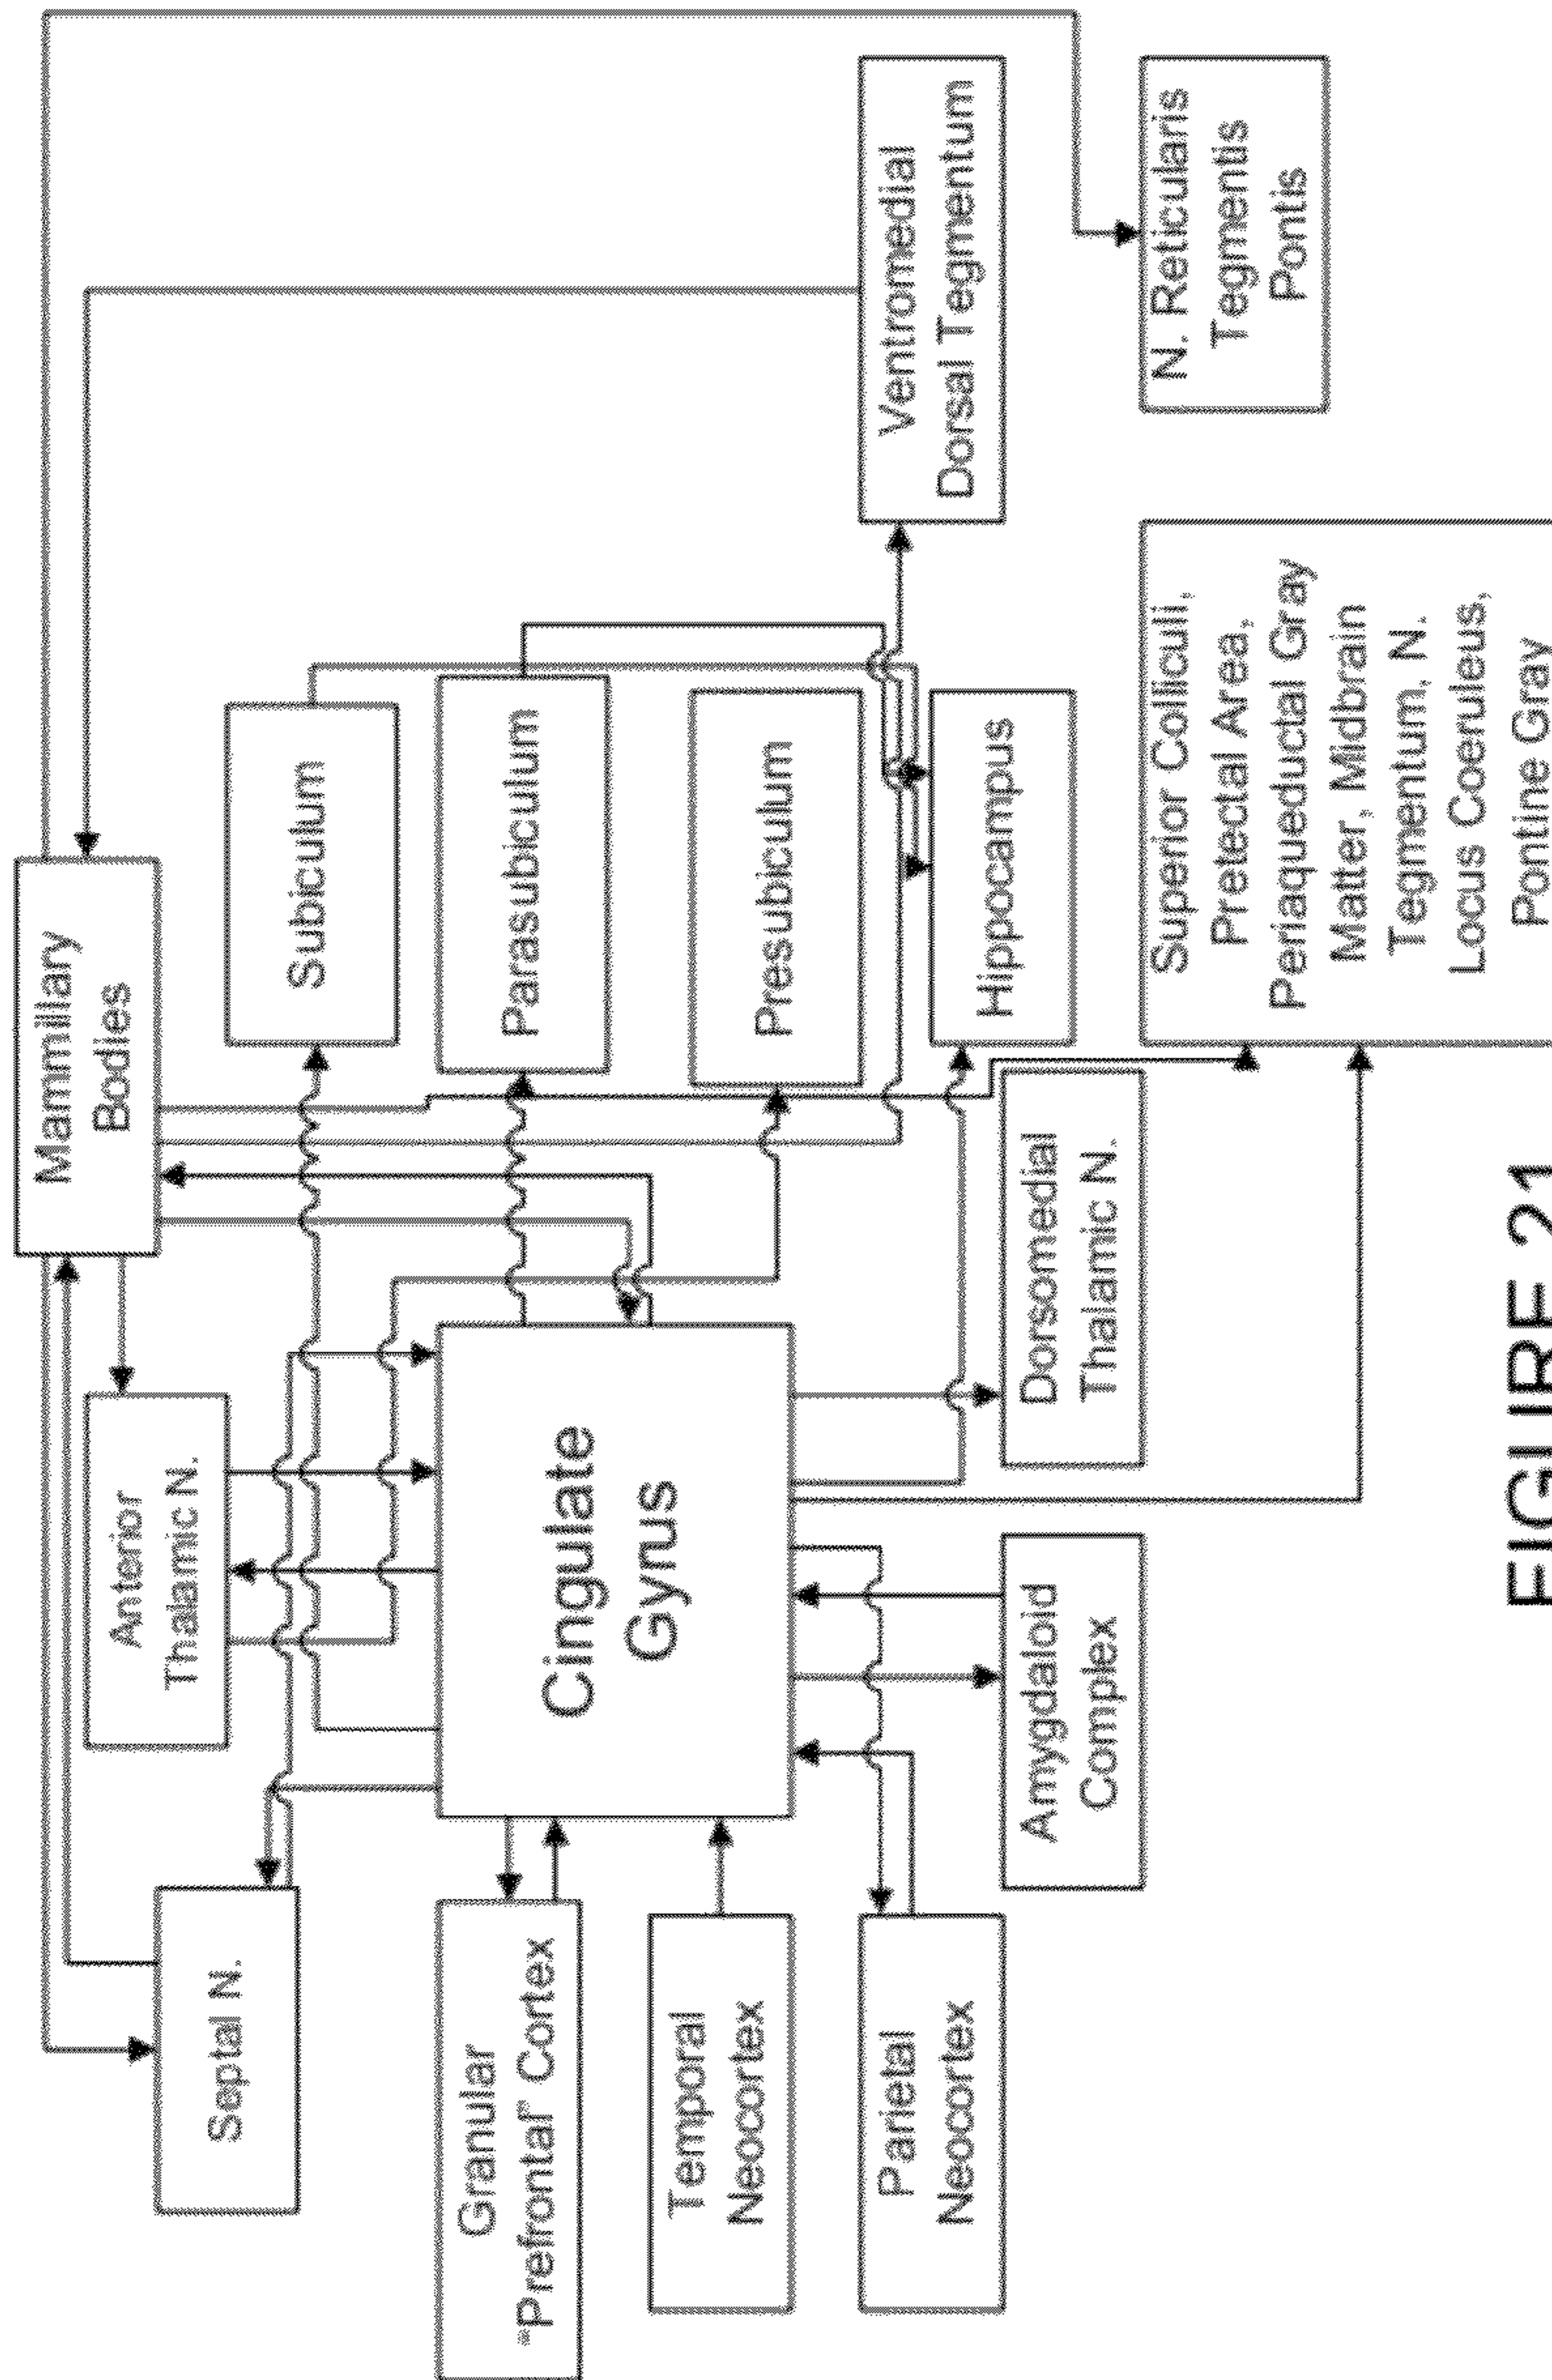 Mammillary
Bodies
Anterior
Thalamic N.
Septal N.
Subiculum
Granular
"Prefrontal" Cortex
Cingulate
Gyrus
Parasubiculum
Temporal
Neocortex
Presubiculum
Parietal
Neocortex
Ventromedial
Dorsal Tegmentum
Hippocampus
Amygdaloid
Complex
Dorsomedial
Thalamic N.
Superior Colliculi,
Pretectal Area,
Periaqueductal Gray
Matter, Midbrain
Tegmentum, N.
Locus Coeruleus,
Pontine Gray
N. Reticularis
Tegmentis
Pontis
FIGURE 21